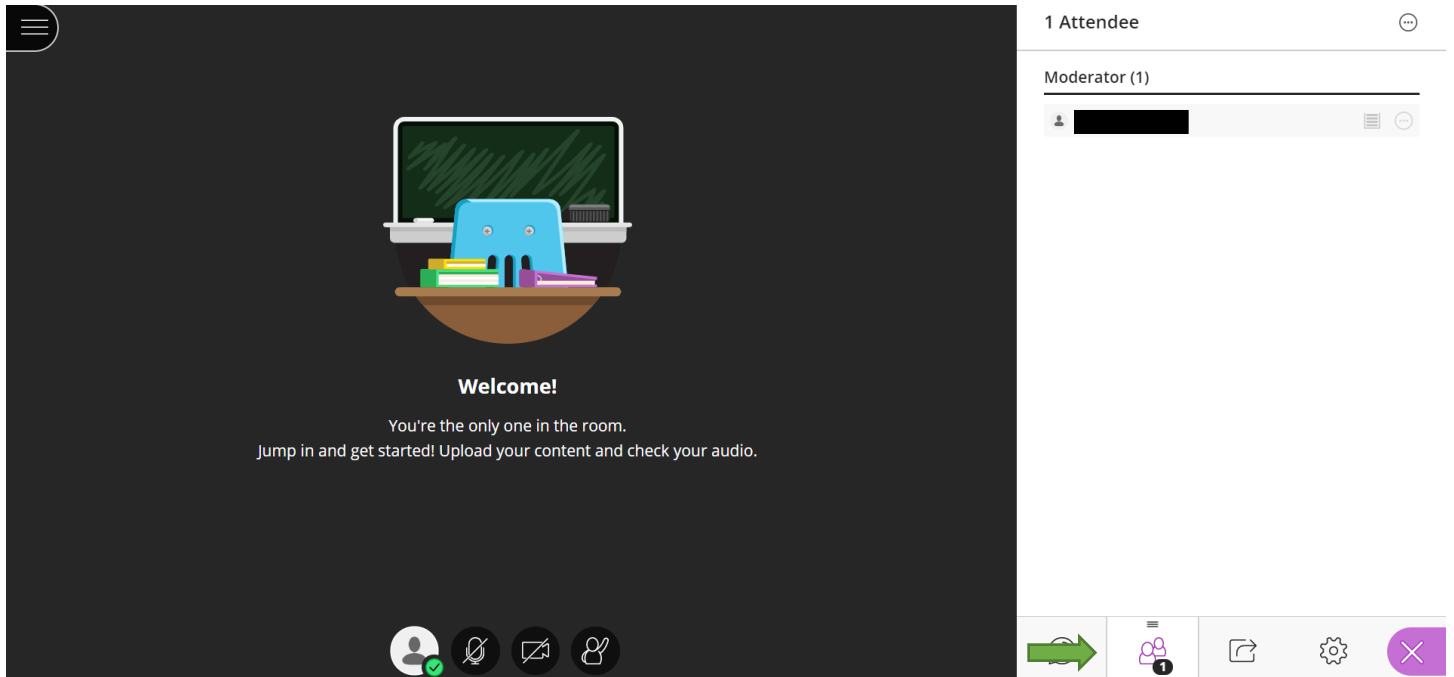 1 Attendee
Moderator (1)
Welcome!
You're the only one in the room.
Jump in and get started! Upload your content and check your audio.
1